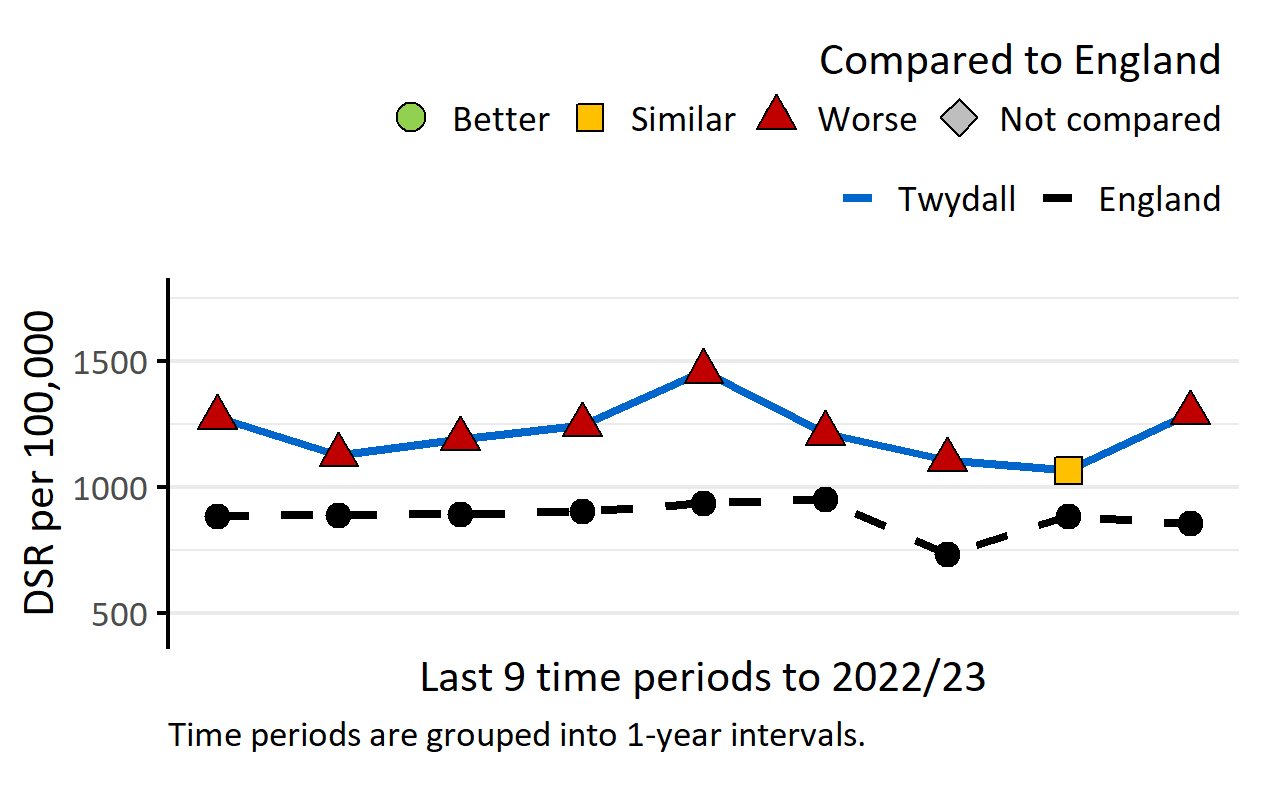 Compared to England
Better Similar Worse Not compared
Twydall England
DSR per 100,000
1500
1000
500
Last 9 time periods to 2022/23
Time periods are grouped into 1-year intervals.